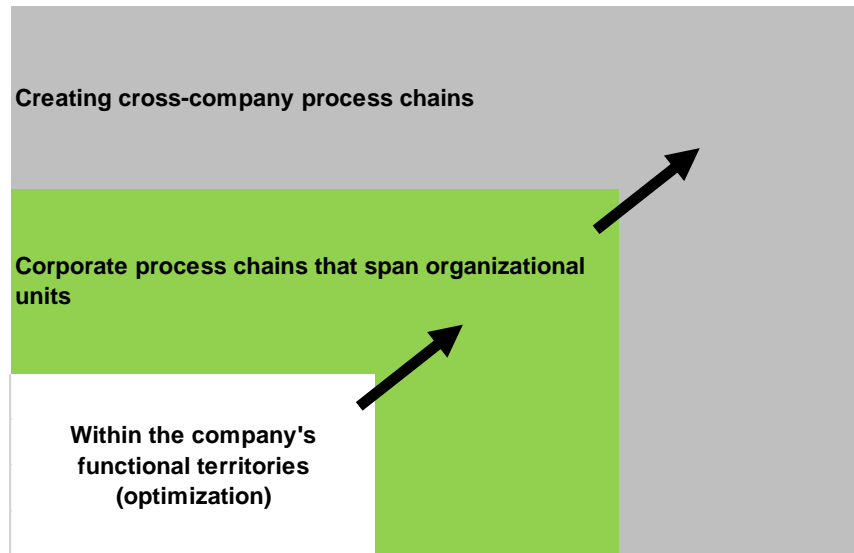 Creating cross-company process chains
Corporate process chains that span organizational
units
Within the company's
functional territories
(optimization)